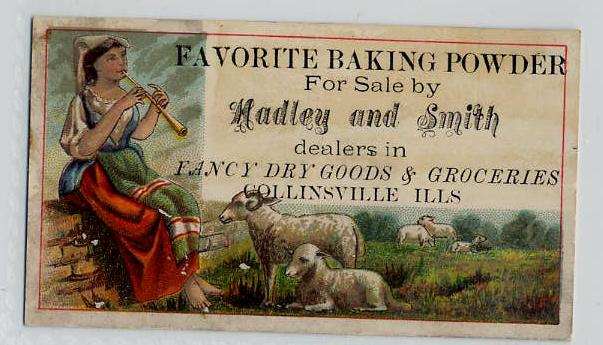 FAVORITE BAKING POWDER
For Sale by
Hadley and Smith
dealers in
FANCY DRY GOODS & GROCERIES
COLLINSVILLE ILLS